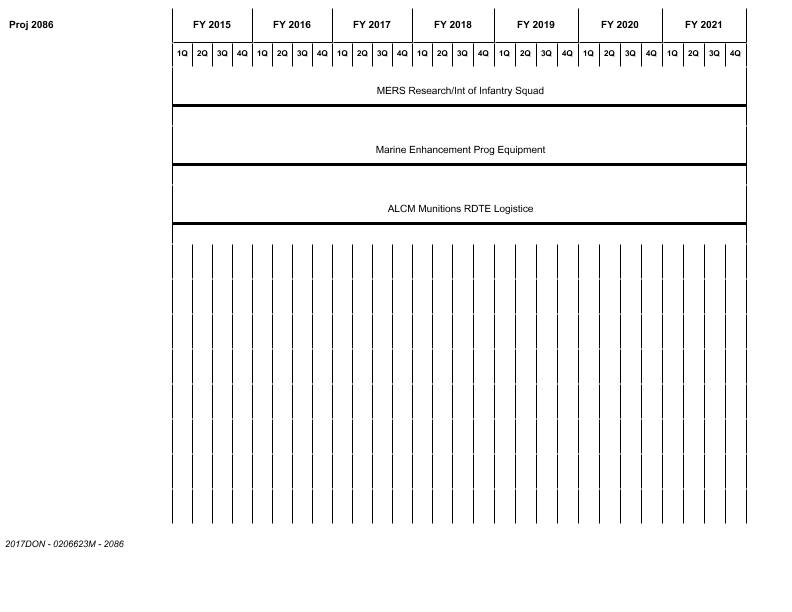 Proj 2086 FY 2015 FY 2016 FY 2017 FY 2018 FY 2019 FY 2020 FY 2021
1Q 2Q 3Q 4Q 1Q 2Q 3Q 4Q 1Q 2Q 3Q 4Q 1Q 2Q 3Q 4Q 1Q 2Q 3Q 4Q 1Q 2Q 3Q 4Q 1Q 2Q 3Q 4Q
MERS Research/Int of Infantry Squad
Marine Enhancement Prog Equipment
ALCM Munitions RDTE Logistice
2017DON - 0206623M - 2086